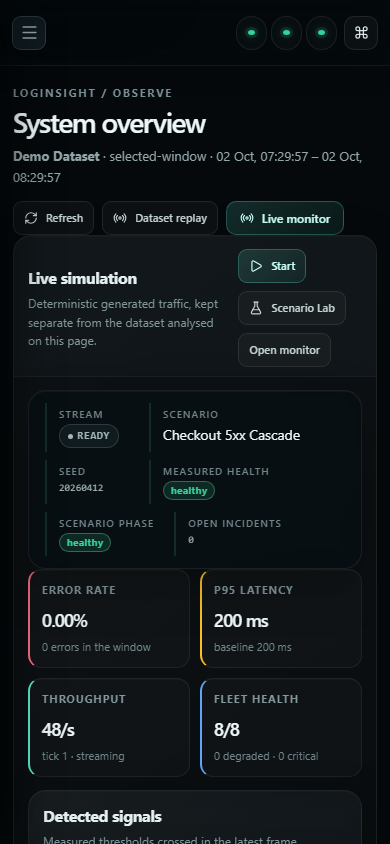 LOGINSIGHT / OBSERVE
System overview
Demo Dataset · selected-window · 02 Oct, 07:29:57 – 02 Oct,
08:29:57
Refresh
Dataset replay
Live monitor
Live simulation
Deterministic generated traffic, kept
separate from the dataset analysed
on this page.
Start
Scenario Lab
Open monitor
STREAM
READY
SCENARIO
Checkout 5xx Cascade
SEED
20260412
MEASURED HEALTH
healthy
SCENARIO PHASE
healthy
OPEN INCIDENTS
0
ERROR RATE
0.00%
0 errors in the window
P95 LATENCY
200 ms
baseline 200 ms
THROUGHPUT
48/s
tick 1 · streaming
FLEET HEALTH
8/8
0 degraded · 0 critical
Detected signals
Measured thresholds crossed in the latest frame